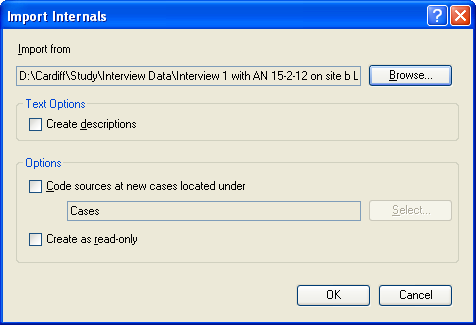 Import Internals
Import from
D:\Cardiff\Study\Interview Data\Interview 1 with AN 15-2-12 on site b L
Browse...
Text Options
Create descriptions
Options
Code sources at new cases located under
Cases
Select...
Create as read-only
OK
Cancel